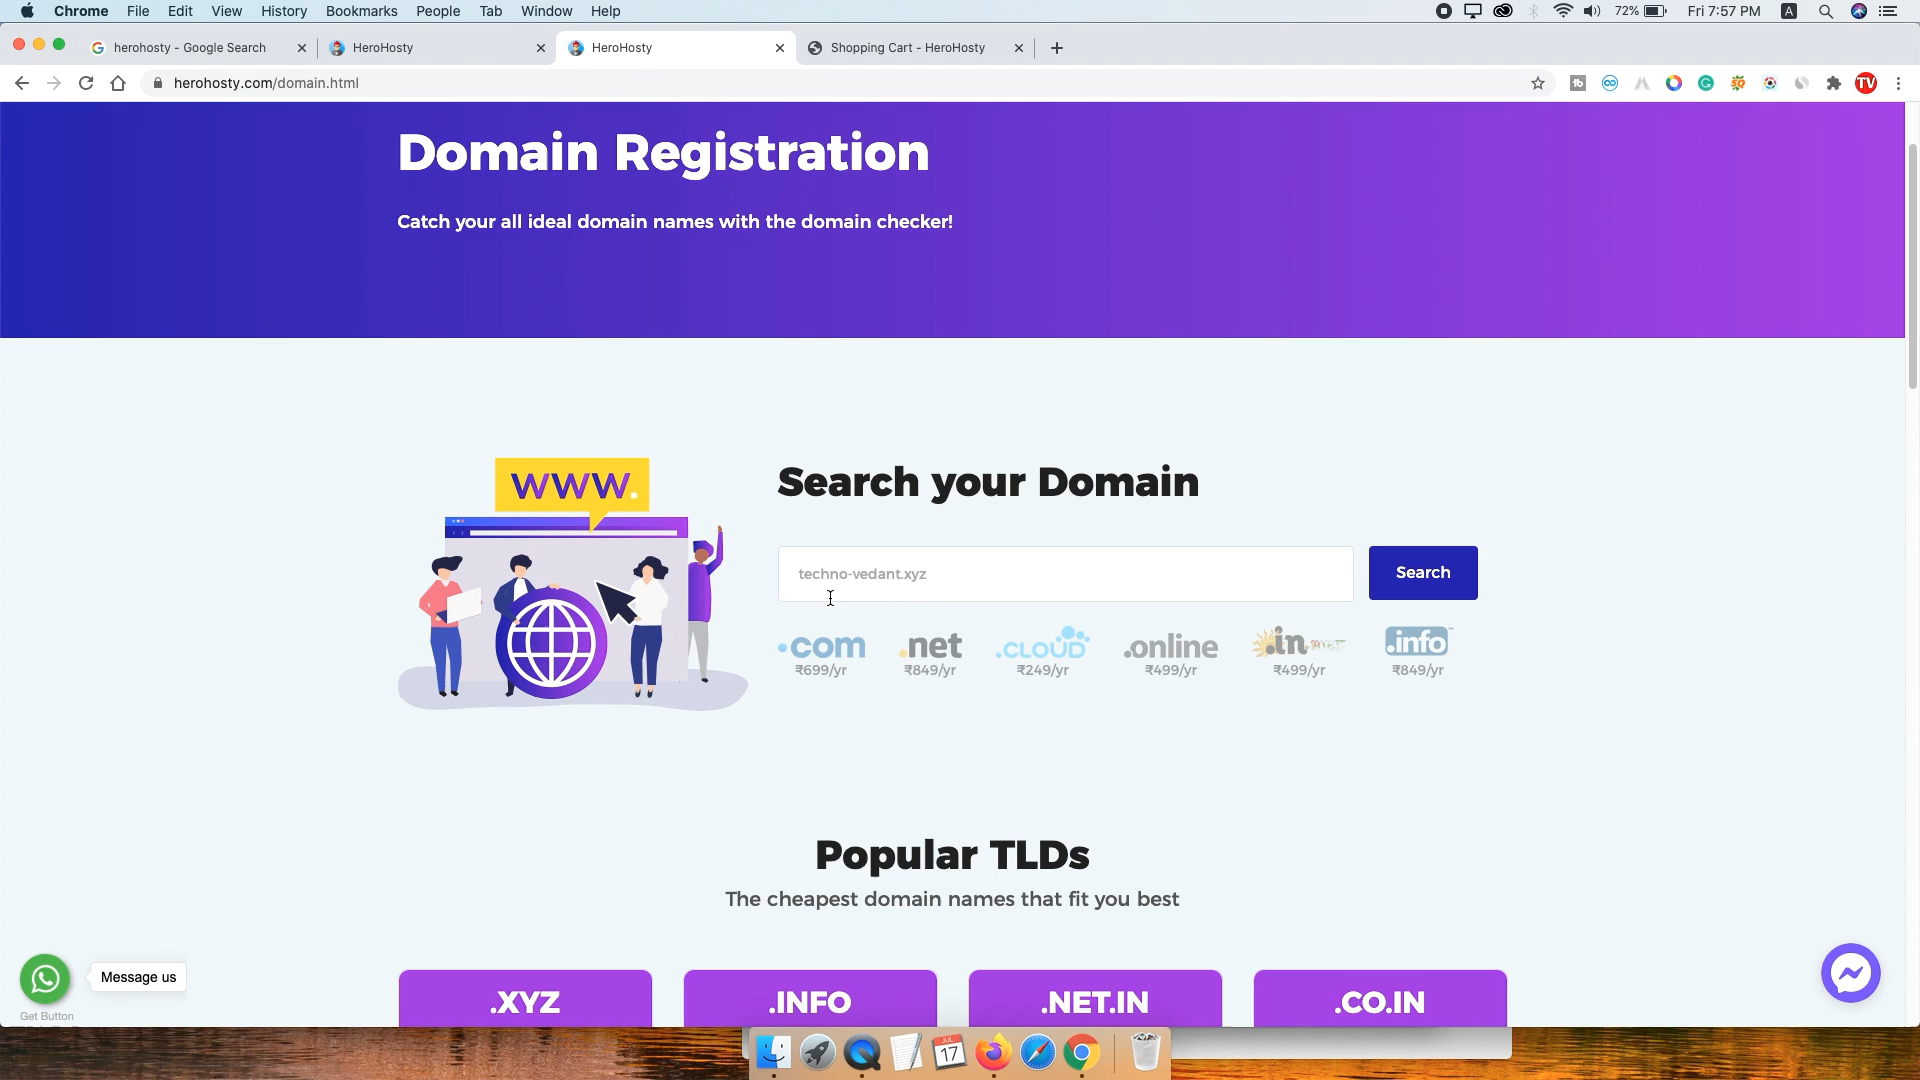 Chrome File Edit View History Bookmarks People Tab Window Help 72% Fri 7:57 PM A
herohosty - Google Search HeroHosty HeroHosty Shopping Cart - HeroHosty
herohosty.com/domain.html TV
Domain Registration
Catch your all ideal domain names with the domain checker!
www.
Search your Domain
techno-vedant.xyz Search
.com .net .CLOUD .online .in .info
₹699/yr ₹849/yr ₹249/yr ₹499/yr ₹499/yr ₹849/yr
Popular TLDs
The cheapest domain names that fit you best
Message us
.XYZ .INFO .NET.IN .CO.IN
Get Button
JUL
17